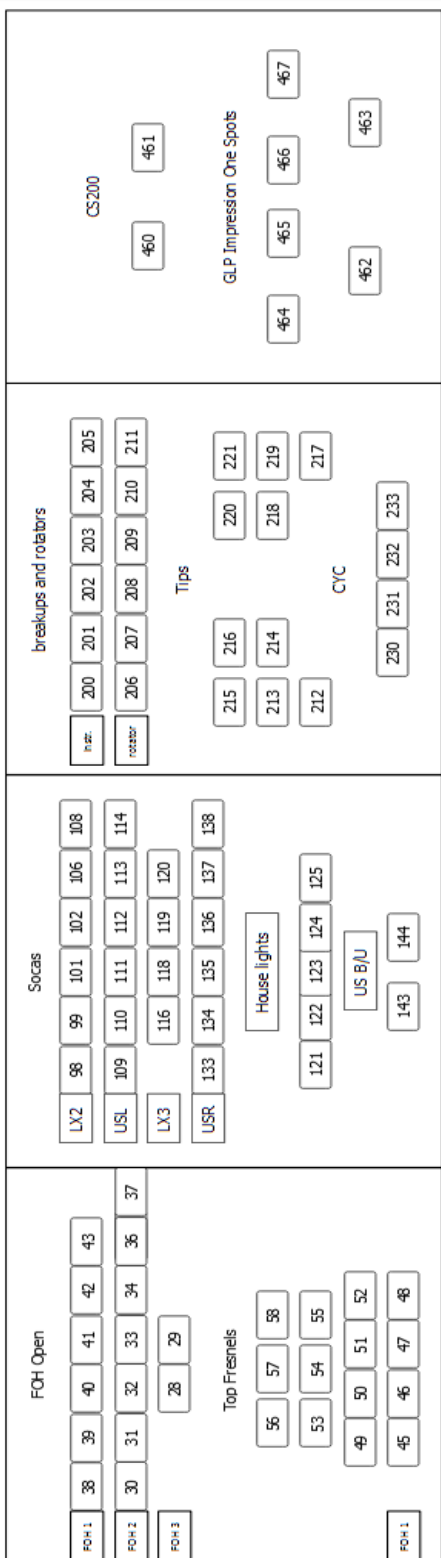 FOH Open
FOH 1 38 39 40 41 42 43
FOH 2 30 31 32 33 34 36 37
FOH 3 28 29
Top Fresnels
56 57 58
53 54 55
49 50 51 52
FOH 1 45 46 47 48
Socas
LX2 98 99 101 102 106 108
USL 109 110 111 112 113 114
LX3 116 118 119 120
USR 133 134 135 136 137 138
House lights
121 122 123 124 125
US B/U
143 144
breakups and rotators
Instr. 200 201 202 203 204 205
rotator 206 207 208 209 210 211
Tips
215 216 220 221
213 214 218 219
212 217
CYC
230 231 232 233
CS200
460 461
GLP Impression One Spots
464 465 466 467
462 463